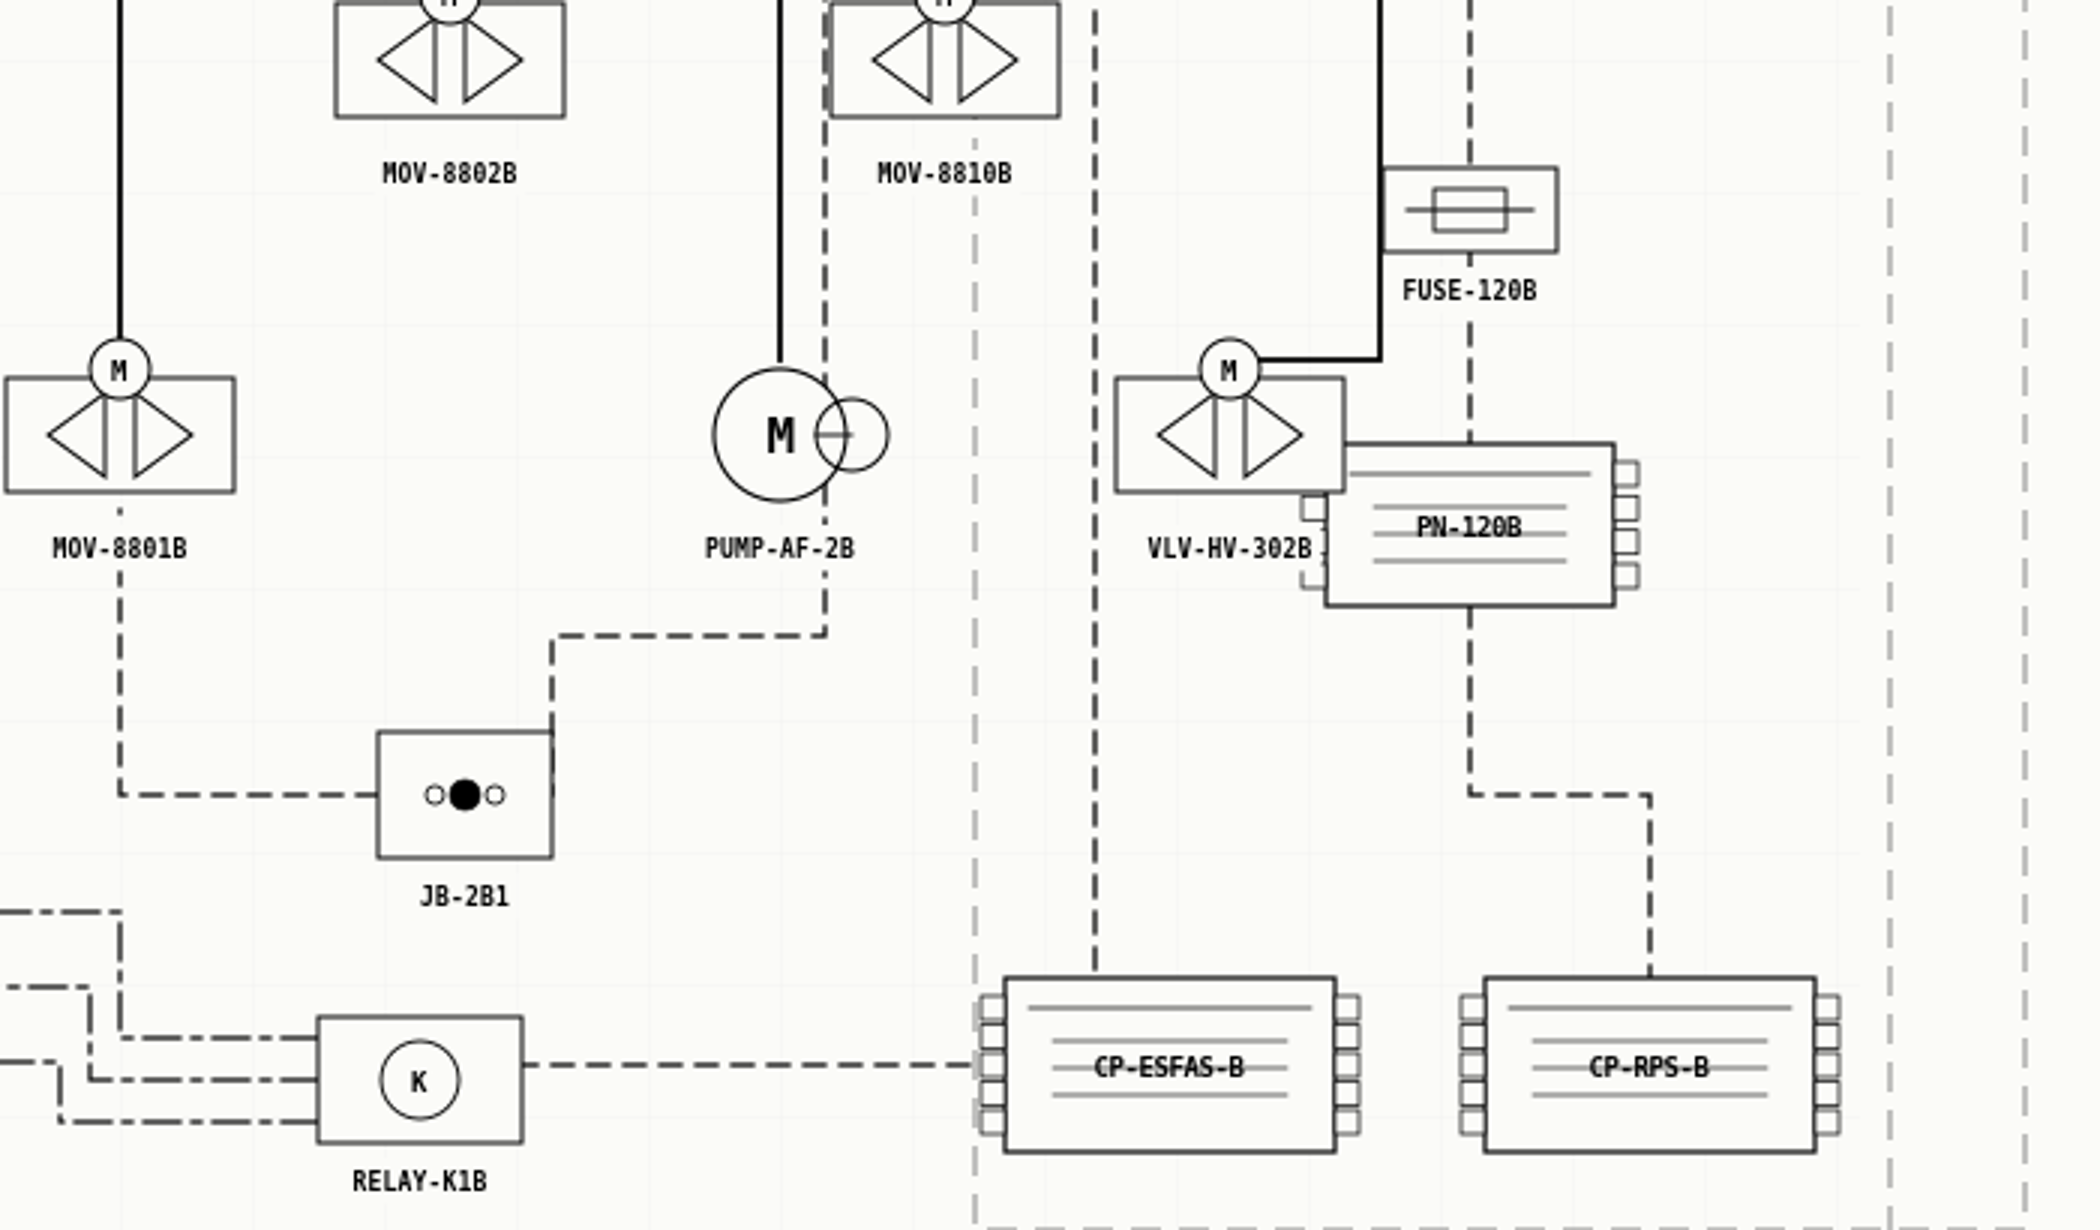 MOV-8802B
MOV-8810B
FUSE-120B
M
M
M
PN-120B
MOV-8801B
PUMP-AF-2B
VLV-HV-302B
JB-2B1
K
CP-ESFAS-B
CP-RPS-B
RELAY-K1B